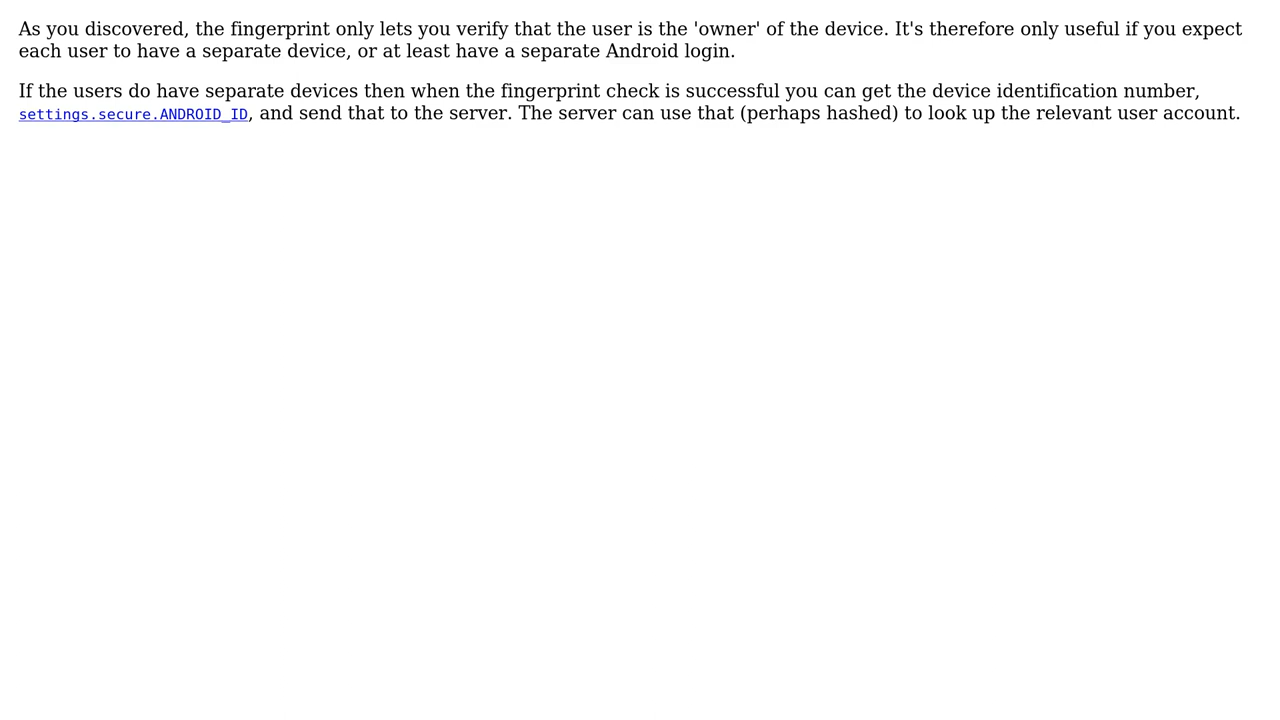 As you discovered, the fingerprint only lets you verify that the user is the 'owner' of the device. It's therefore only useful if you expect
each user to have a separate device, or at least have a separate Android login.
If the users do have separate devices then when the fingerprint check is successful you can get the device identification number,
settings.secure.ANDROID_ID, and send that to the server. The server can use that (perhaps hashed) to look up the relevant user account.